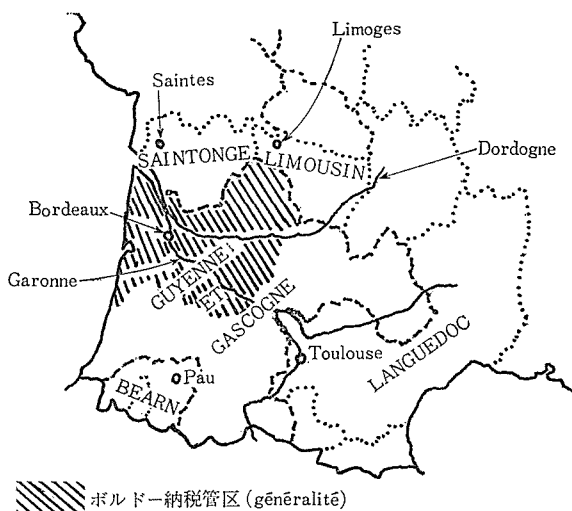 Limoges
Saintes
SAINTONGE
LIMOUSIN
Dordogne
Bordeaux
Garonne
GUYENNE
ET
GASCOGNE
Toulouse
LANGUEDOC
Pau
BEARN
ボルドー納税管区 (généralité)